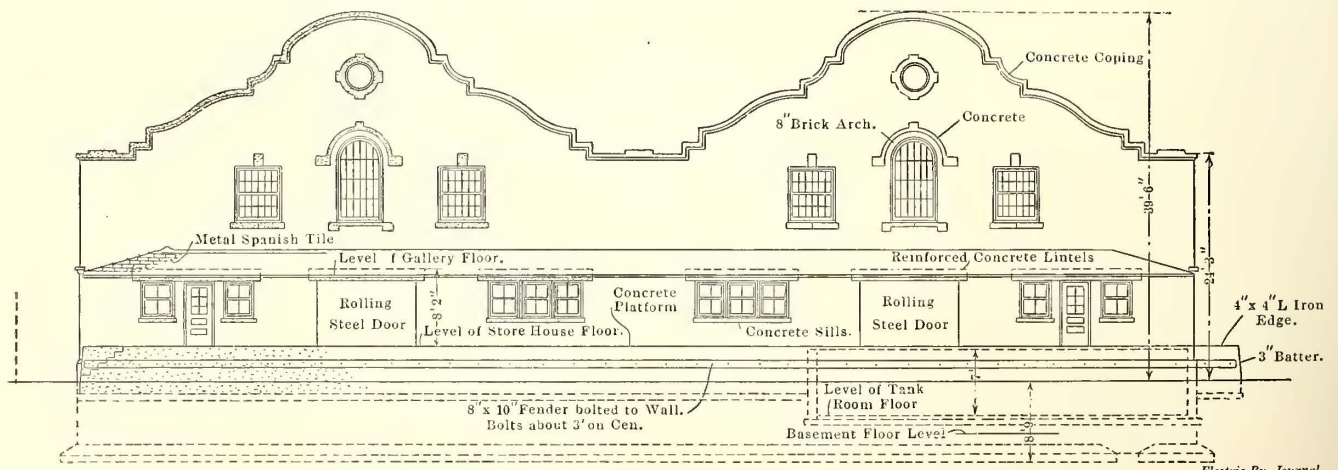 Concrete Coping
8" Brick Arch.
Concrete
39'-6"
24'-3"
Metal Spanish Tile
Level f Gallery Floor.
Reinforced Concrete Lintels
8'2"
Rolling
Steel Door
Concrete
Platform
Rolling
Steel Door
Level of Store House Floor.
Concrete Sills.
4" x 4" L Iron
Edge.
3" Batter.
7'
Level of Tank
Room Floor
8" x 10" Fender bolted to Wall.
Bolts about 3' on Cen.
Basement Floor Level
Electric Ry. Journal